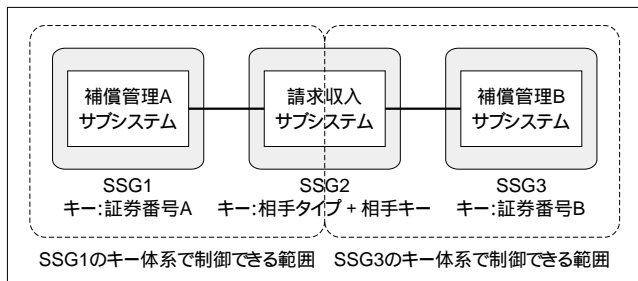 補償管理A
サブシステム
請求収入
サブシステム
補償管理B
サブシステム
SSG1
キー:証券番号A
SSG2
キー:相手タイプ + 相手キー
SSG3
キー:証券番号B
SSG1のキー体系で制御できる範囲
SSG3のキー体系で制御できる範囲